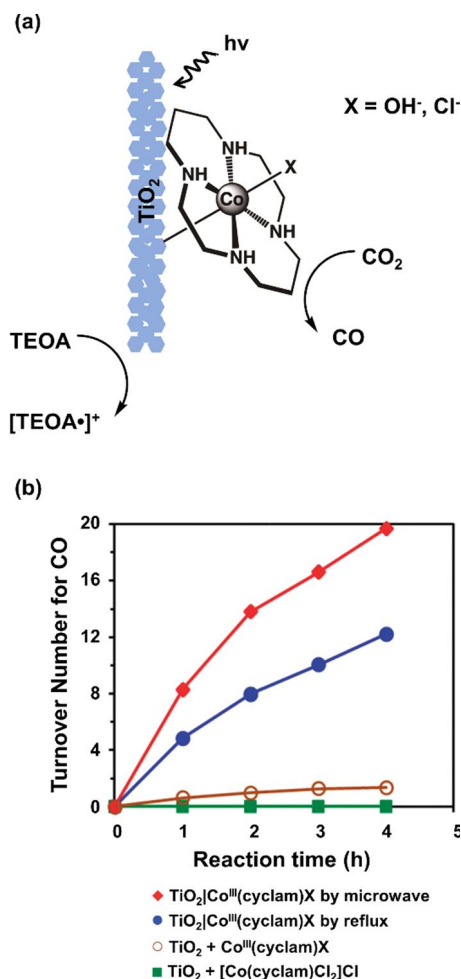 (a)
hν
X = OH⁻, Cl⁻
TiO₂
X
NH
NH
Co
NH
NH
CO₂
CO
TEOA
[TEOA•]⁺
(b)
Turnover Number for CO
20
16
12
8
4
0
0 1 2 3 4 5
Reaction time (h)
TiO₂|Coᴵᴵᴵ(cyclam)X by microwave
TiO₂|Coᴵᴵᴵ(cyclam)X by reflux
TiO₂ + Coᴵᴵᴵ(cyclam)X
TiO₂ + [Co(cyclam)Cl₂]Cl